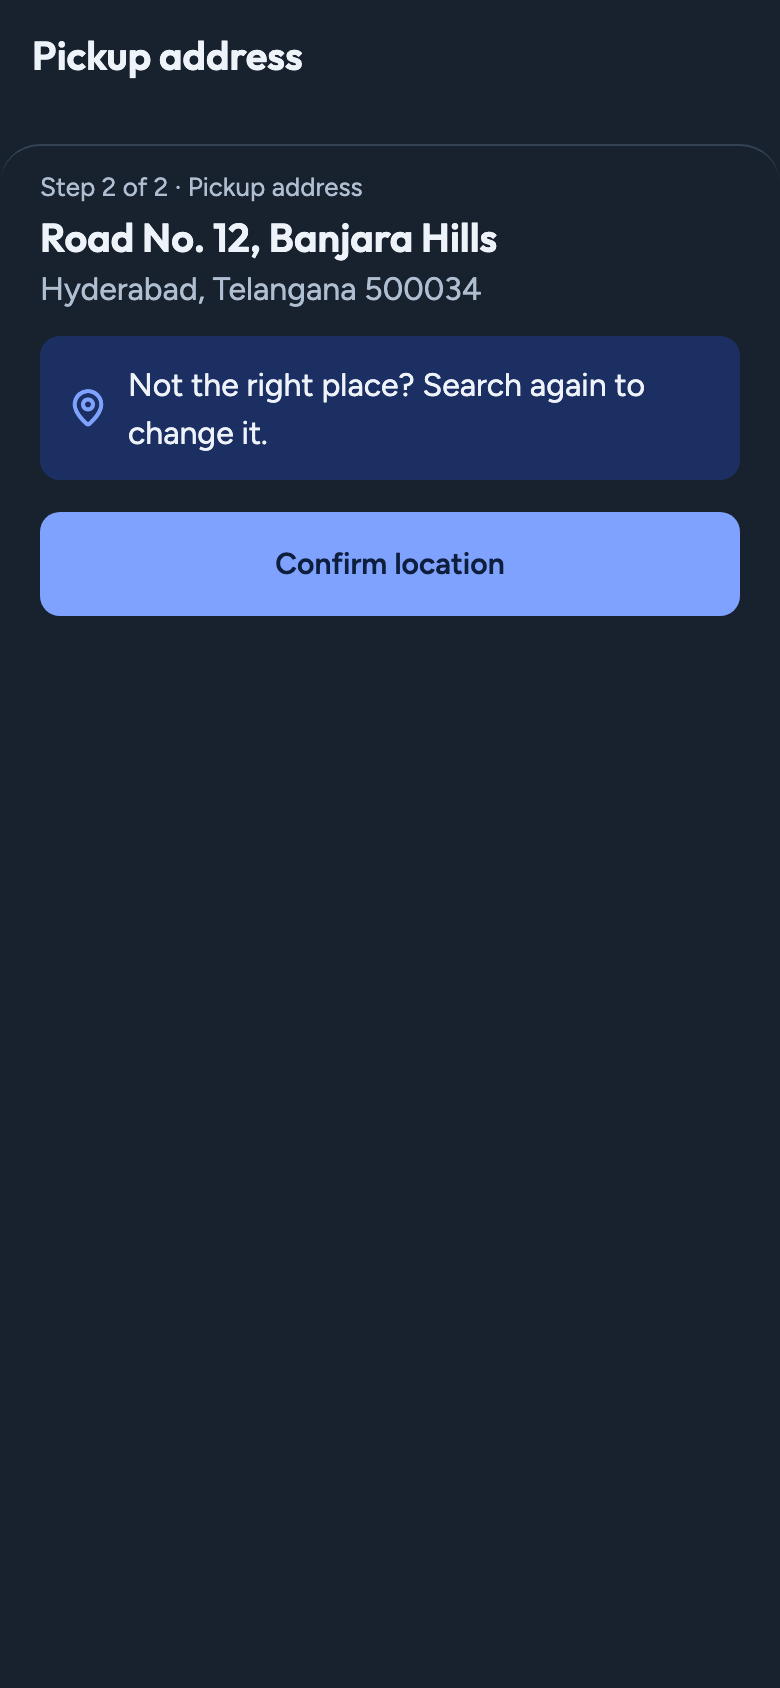 Pickup address
Step 2 of 2 · Pickup address
Road No. 12, Banjara Hills
Hyderabad, Telangana 500034
Not the right place? Search again to
change it.
Confirm location